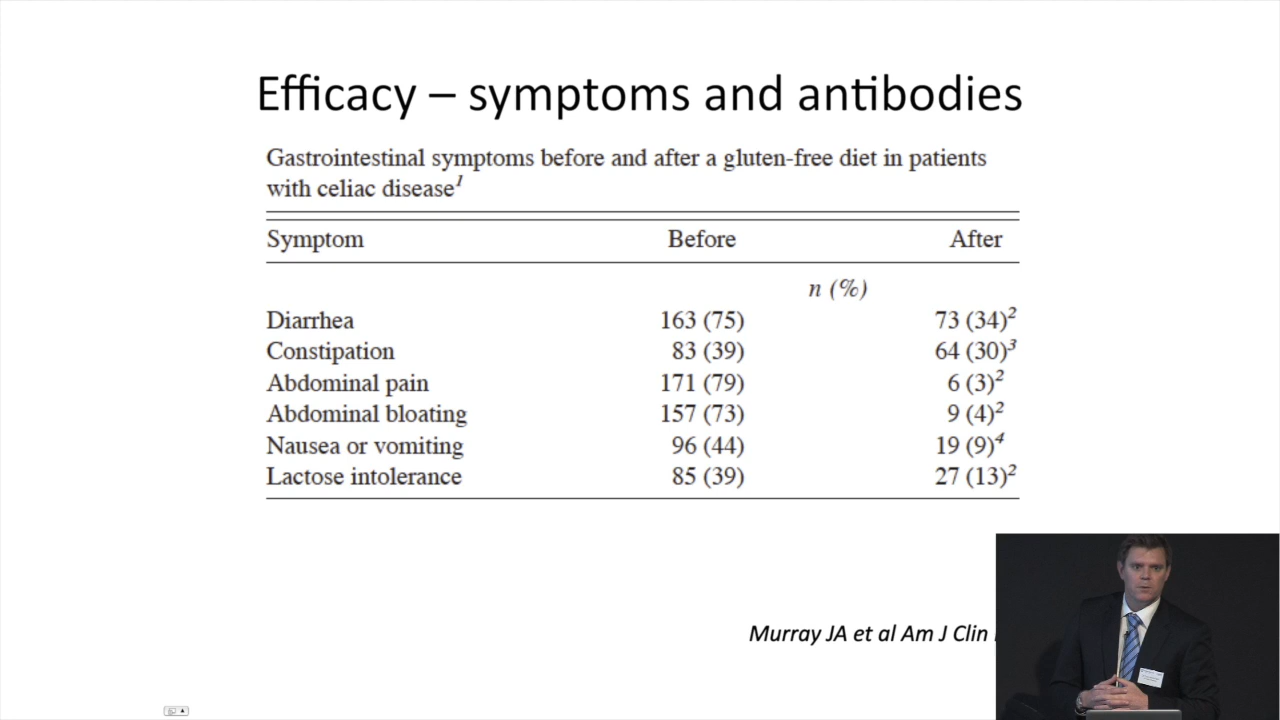 Efficacy – symptoms and antibodies
Gastrointestinal symptoms before and after a gluten-free diet in patients
with celiac disease¹
Symptom Before After
n (%)
Diarrhea 163 (75) 73 (34)²
Constipation 83 (39) 64 (30)³
Abdominal pain 171 (79) 6 (3)²
Abdominal bloating 157 (73) 9 (4)²
Nausea or vomiting 96 (44) 19 (9)⁴
Lactose intolerance 85 (39) 27 (13)²
Murray JA et al Am J Clin